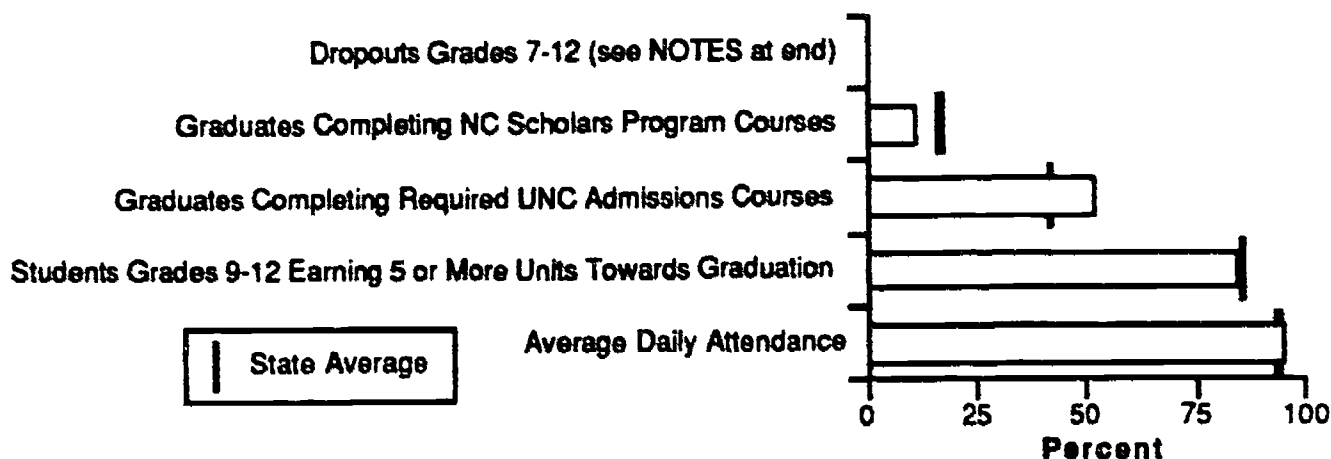 Dropouts Grades 7-12 (see NOTES at end)
Graduates Completing NC Scholars Program Courses
Graduates Completing Required UNC Admissions Courses
Students Grades 9-12 Earning 5 or More Units Towards Graduation
Average Daily Attendance
State Average
0 25 50 75 100
Percent